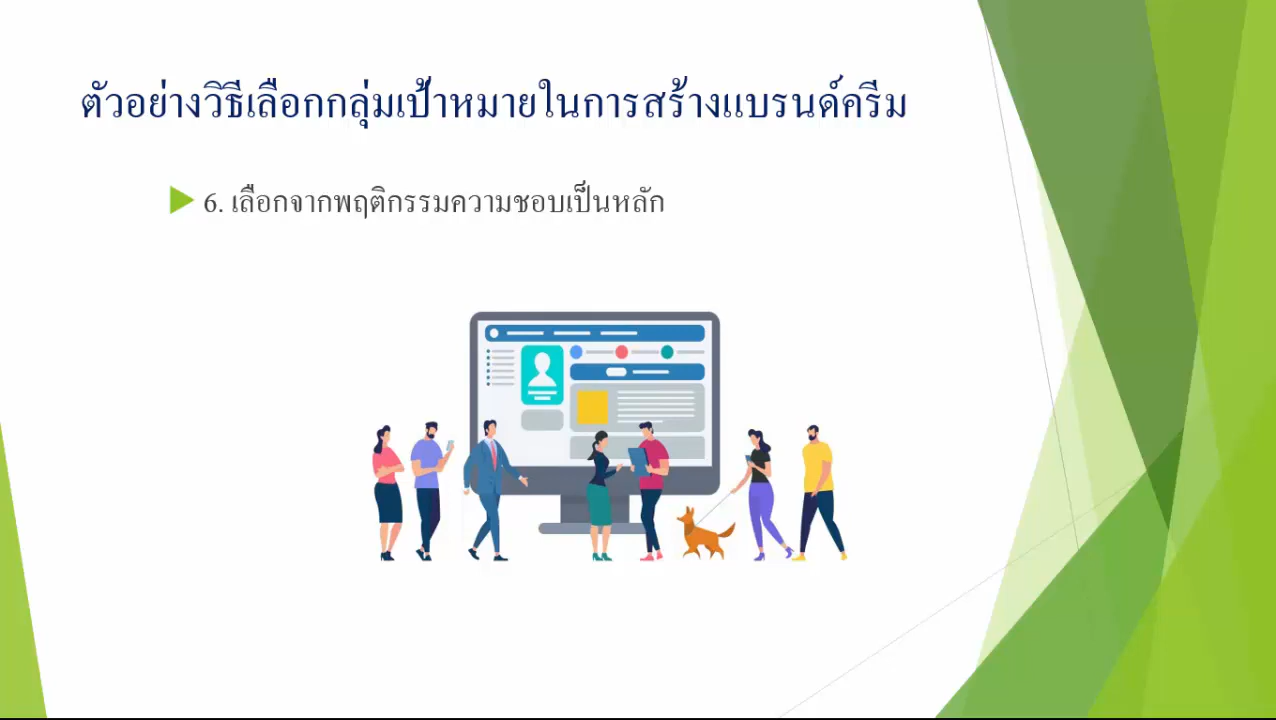 ตัวอย่างวิธีเลือกกลุ่มเป้าหมายในการสร้างแบรนด์ครีม
6. เลือกจากพฤติกรรมความชอบเป็นหลัก